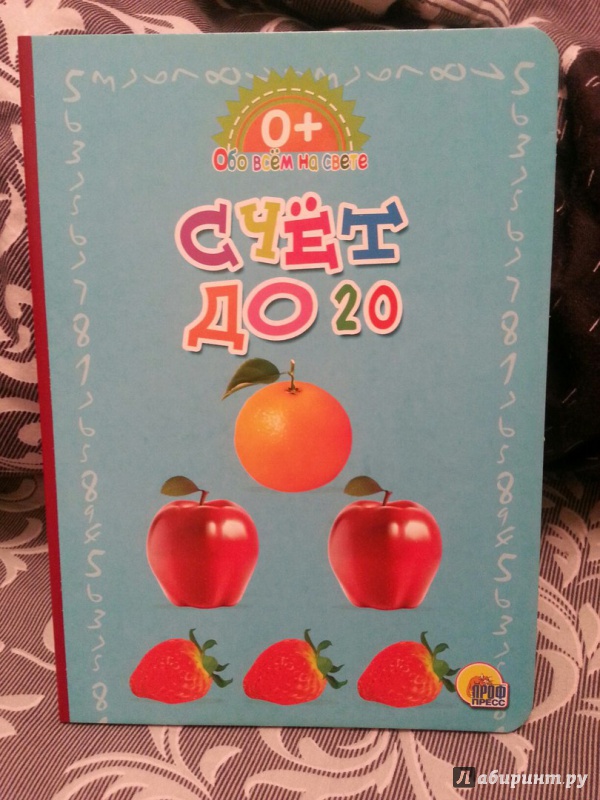 0+
Обо всём на свете
СЧЁТ
ДО 20
ПРОФ
ПРЕСС
Лабиринт.ру